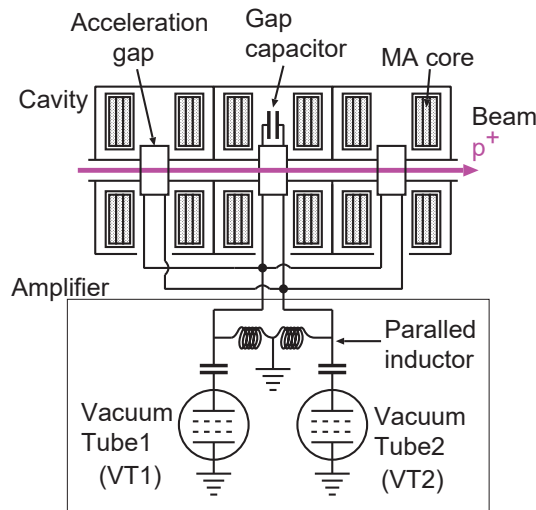 Acceleration
gap
Gap
capacitor
MA core
Cavity
Beam
p+
Amplifier
Paralled
inductor
Vacuum
Tube1
(VT1)
Vacuum
Tube2
(VT2)